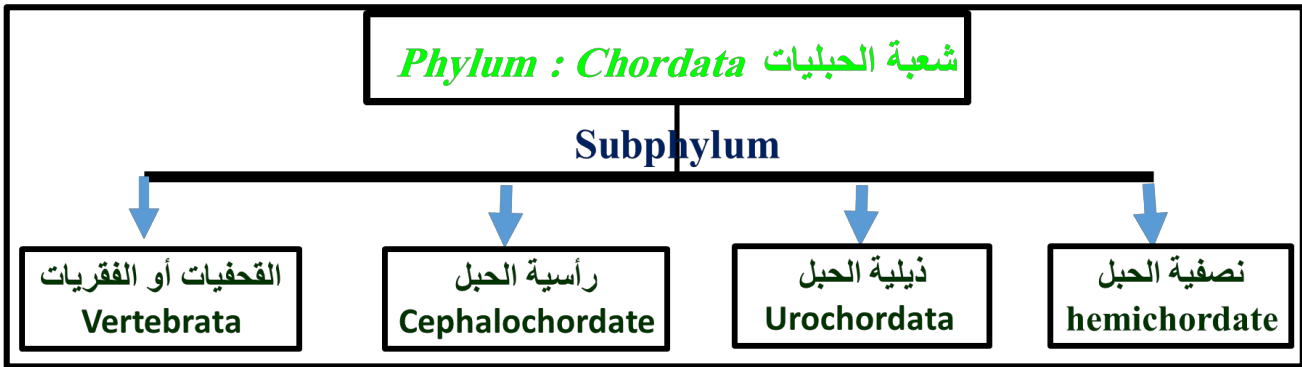 شعبة الحبليات Phylum : Chordata
Subphylum
القحفيات أو الفقريات
Vertebrata
رأسية الحبل
Cephalochordate
ذيلية الحبل
Urochordata
نصفية الحبل
hemichordate